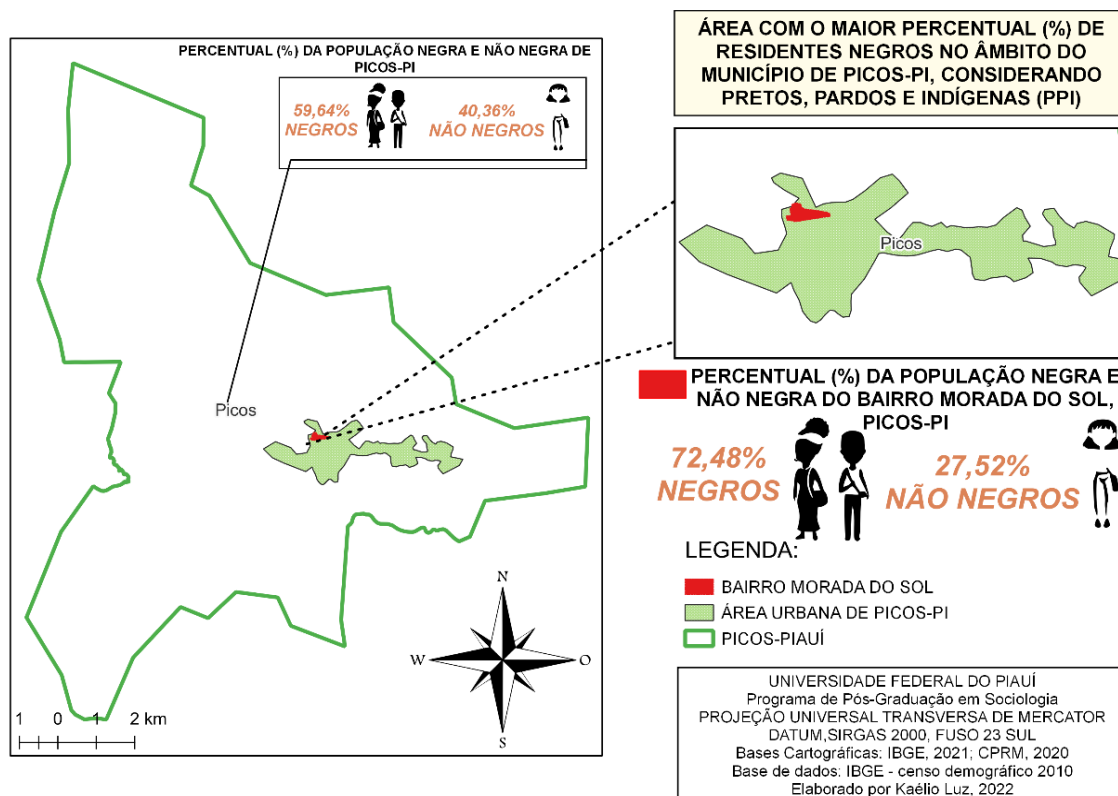 PERCENTUAL (%) DA POPULAÇÃO NEGRA E NÃO NEGRA DE
PICOS-PI
59,64%
NEGROS
40,36%
NÃO NEGROS
Picos
N
W
O
S
1 0 1 2 km
ÁREA COM O MAIOR PERCENTUAL (%) DE
RESIDENTES NEGROS NO ÂMBITO DO
MUNICÍPIO DE PICOS-PI, CONSIDERANDO
PRETOS, PARDOS E INDÍGENAS (PPI)
Picos
PERCENTUAL (%) DA POPULAÇÃO NEGRA E
NÃO NEGRA DO BAIRRO MORADA DO SOL,
PICOS-PI
72,48%
NEGROS
27,52%
NÃO NEGROS
LEGENDA:
BAIRRO MORADA DO SOL
ÁREA URBANA DE PICOS-PI
PICOS-PIAUÍ
UNIVERSIDADE FEDERAL DO PIAUÍ
Programa de Pós-Graduação em Sociologia
PROJEÇÃO UNIVERSAL TRANSVERSA DE MERCATOR
DATUM,SIRGAS 2000, FUSO 23 SUL
Bases Cartográficas: IBGE, 2021; CPRM, 2020
Base de dados: IBGE - censo demográfico 2010
Elaborado por Kaélio Luz, 2022